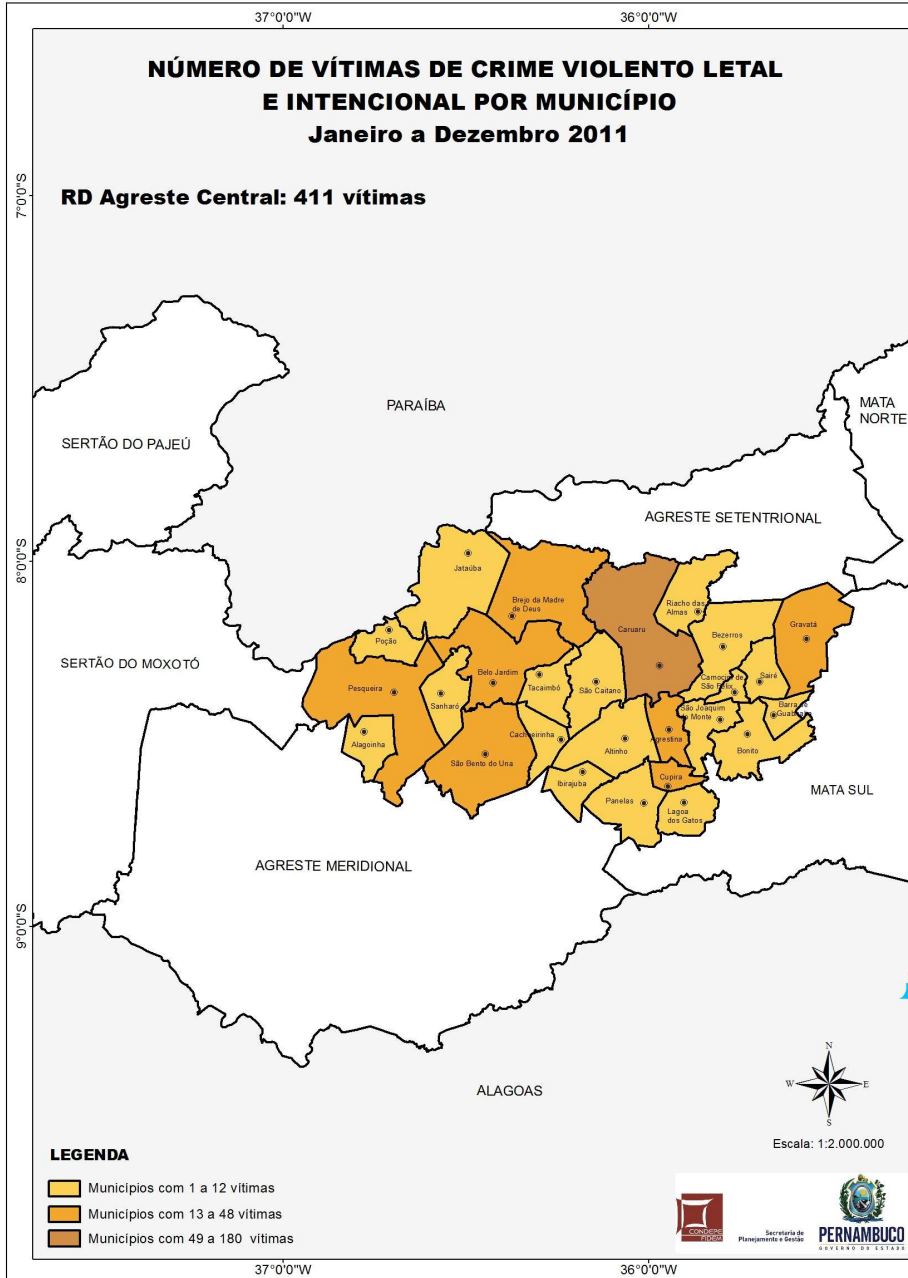 37°0'0"W
36°0'0"W
NÚMERO DE VÍTIMAS DE CRIME VIOLENTO LETAL
E INTENCIONAL POR MUNICÍPIO
Janeiro a Dezembro 2011
7°0'0"S
RD Agreste Central: 411 vítimas
PARAÍBA
MATA
NORTE
SERTÃO DO PAJEÚ
AGRESTE SETENTRIONAL
8°0'0"S
Jataúba
Brejo da Madre
de Deus
Riacho das
Almas
Caruaru
Bezerros
Gravatá
Poção
SERTÃO DO MOXOTÓ
Belo Jardim
Tacaimbó
São Caitano
Camocim de
São Félix
Sairé
Pesqueira
Sanharó
São Joaquim
do Monte
Barra de
Guabiraba
Alagoinha
Cachoeirinha
Altinho
Agrestina
Bonito
São Bento do Una
Ibirajuba
Cupira
Panelas
Lagoa
dos Gatos
MATA SUL
AGRESTE MERIDIONAL
9°0'0"S
ALAGOAS
N
W
E
S
Escala: 1:2.000.000
LEGENDA
Municípios com 1 a 12 vítimas
Municípios com 13 a 48 vítimas
Municípios com 49 a 180 vítimas
CONDEPE
FIDEM
Secretaria de
Planejamento e Gestão
PERNAMBUCO
GOVERNO DO ESTADO
37°0'0"W
36°0'0"W